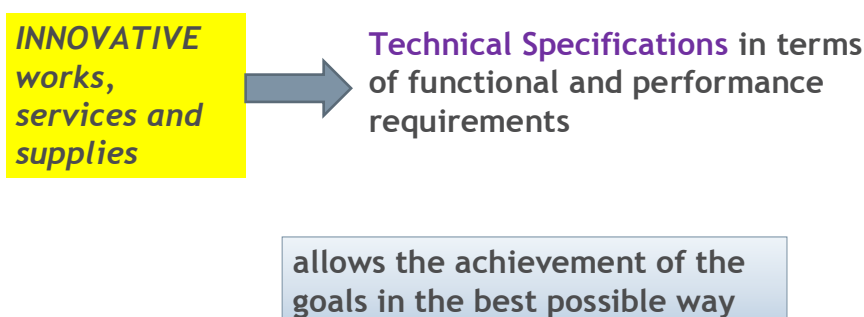 INNOVATIVE
works,
services and
supplies
Technical Specifications in terms
of functional and performance
requirements
allows the achievement of the
goals in the best possible way